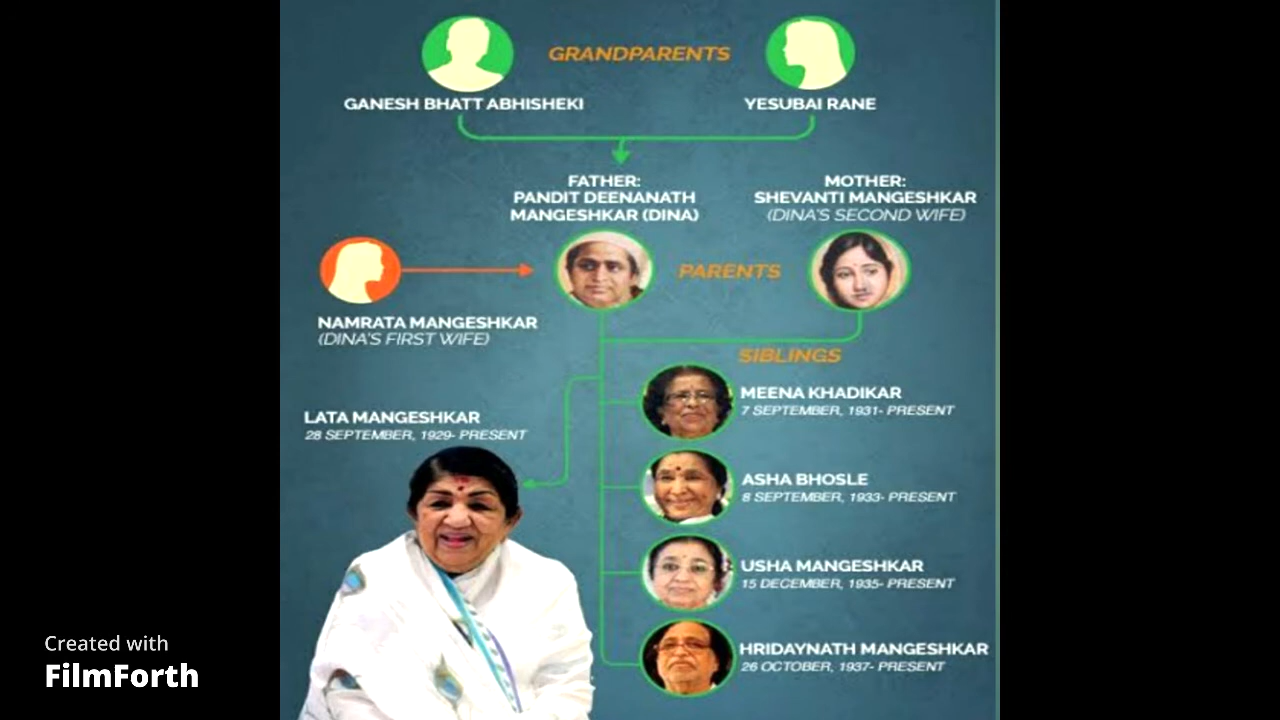 GRANDPARENTS
GANESH BHATT ABHISHEKI
YESUBAI RANE
FATHER:
PANDIT DEENANATH
MANGESHKAR (DINA)
MOTHER:
SHEVANTI MANGESHKAR
(DINA'S SECOND WIFE)
PARENTS
NAMRATA MANGESHKAR
(DINA'S FIRST WIFE)
SIBLINGS
MEENA KHADIKAR
7 SEPTEMBER, 1931- PRESENT
LATA MANGESHKAR
28 SEPTEMBER, 1929- PRESENT
ASHA BHOSLE
8 SEPTEMBER, 1933- PRESENT
USHA MANGESHKAR
15 DECEMBER, 1935- PRESENT
HRIDAYNATH MANGESHKAR
26 OCTOBER, 1937- PRESENT
Created with
FilmForth